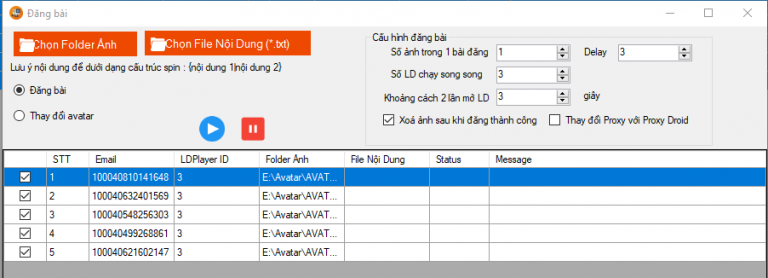 Đăng bài
Chọn Folder Ảnh
Chọn File Nội Dung (*.txt)
Lưu ý nội dung để dưới dạng cấu trúc spin : {nội dung 1|nội dung 2}
Đăng bài
Thay đổi avatar
Cấu hình đăng bài
Số ảnh trong 1 bài đăng 1 Delay 3
Số LD chạy song song 3
Khoảng cách 2 lần mở LD 3 giây
Xoá ảnh sau khi đăng thành công Thay đổi Proxy với Proxy Droid
STT Email LDPlayer ID Folder Ảnh File Nội Dung Status Message
1 100040810141648 3 E:\Avatar\AVAT...
2 100040632401569 3 E:\Avatar\AVAT...
3 100040548256303 3 E:\Avatar\AVAT...
4 100040499268861 3 E:\Avatar\AVAT...
5 100040621602147 3 E:\Avatar\AVAT...